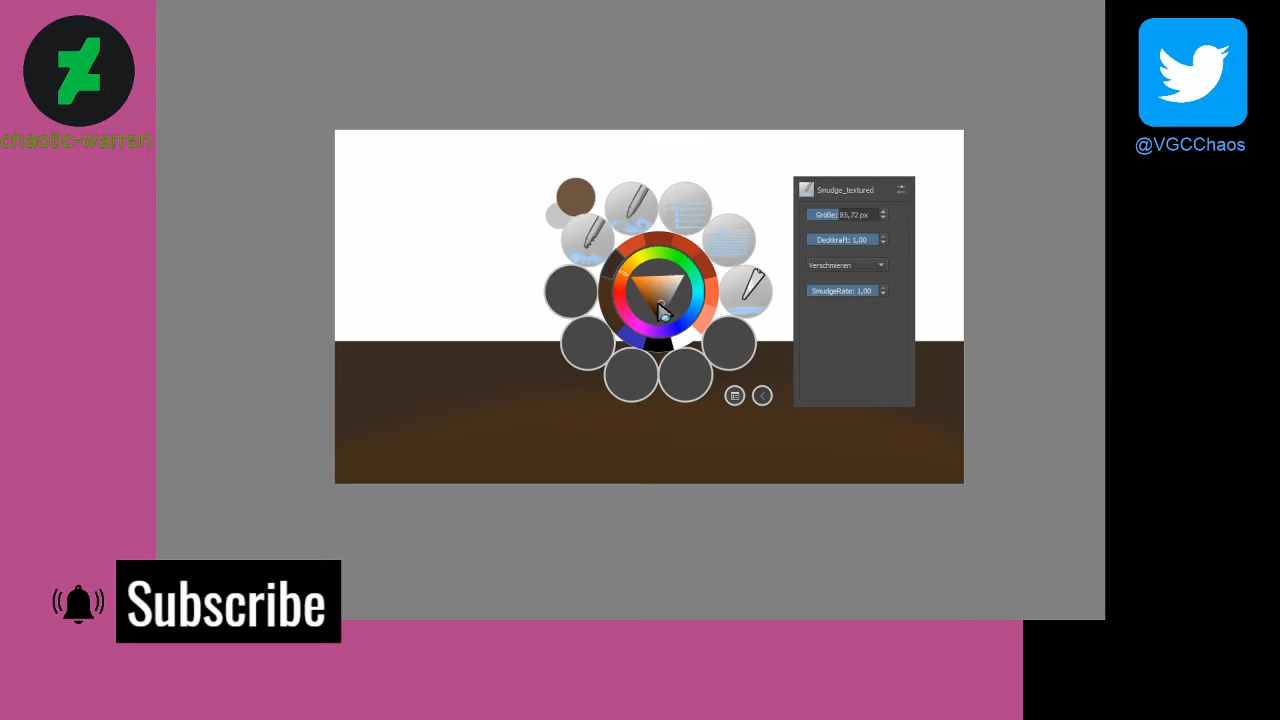 chaotic-warren
@VGCChaos
Smudge_textured
Größe: 85,72 px
Deckkraft: 1,00
Verschmieren
SmudgeRate: 1,00
Subscribe